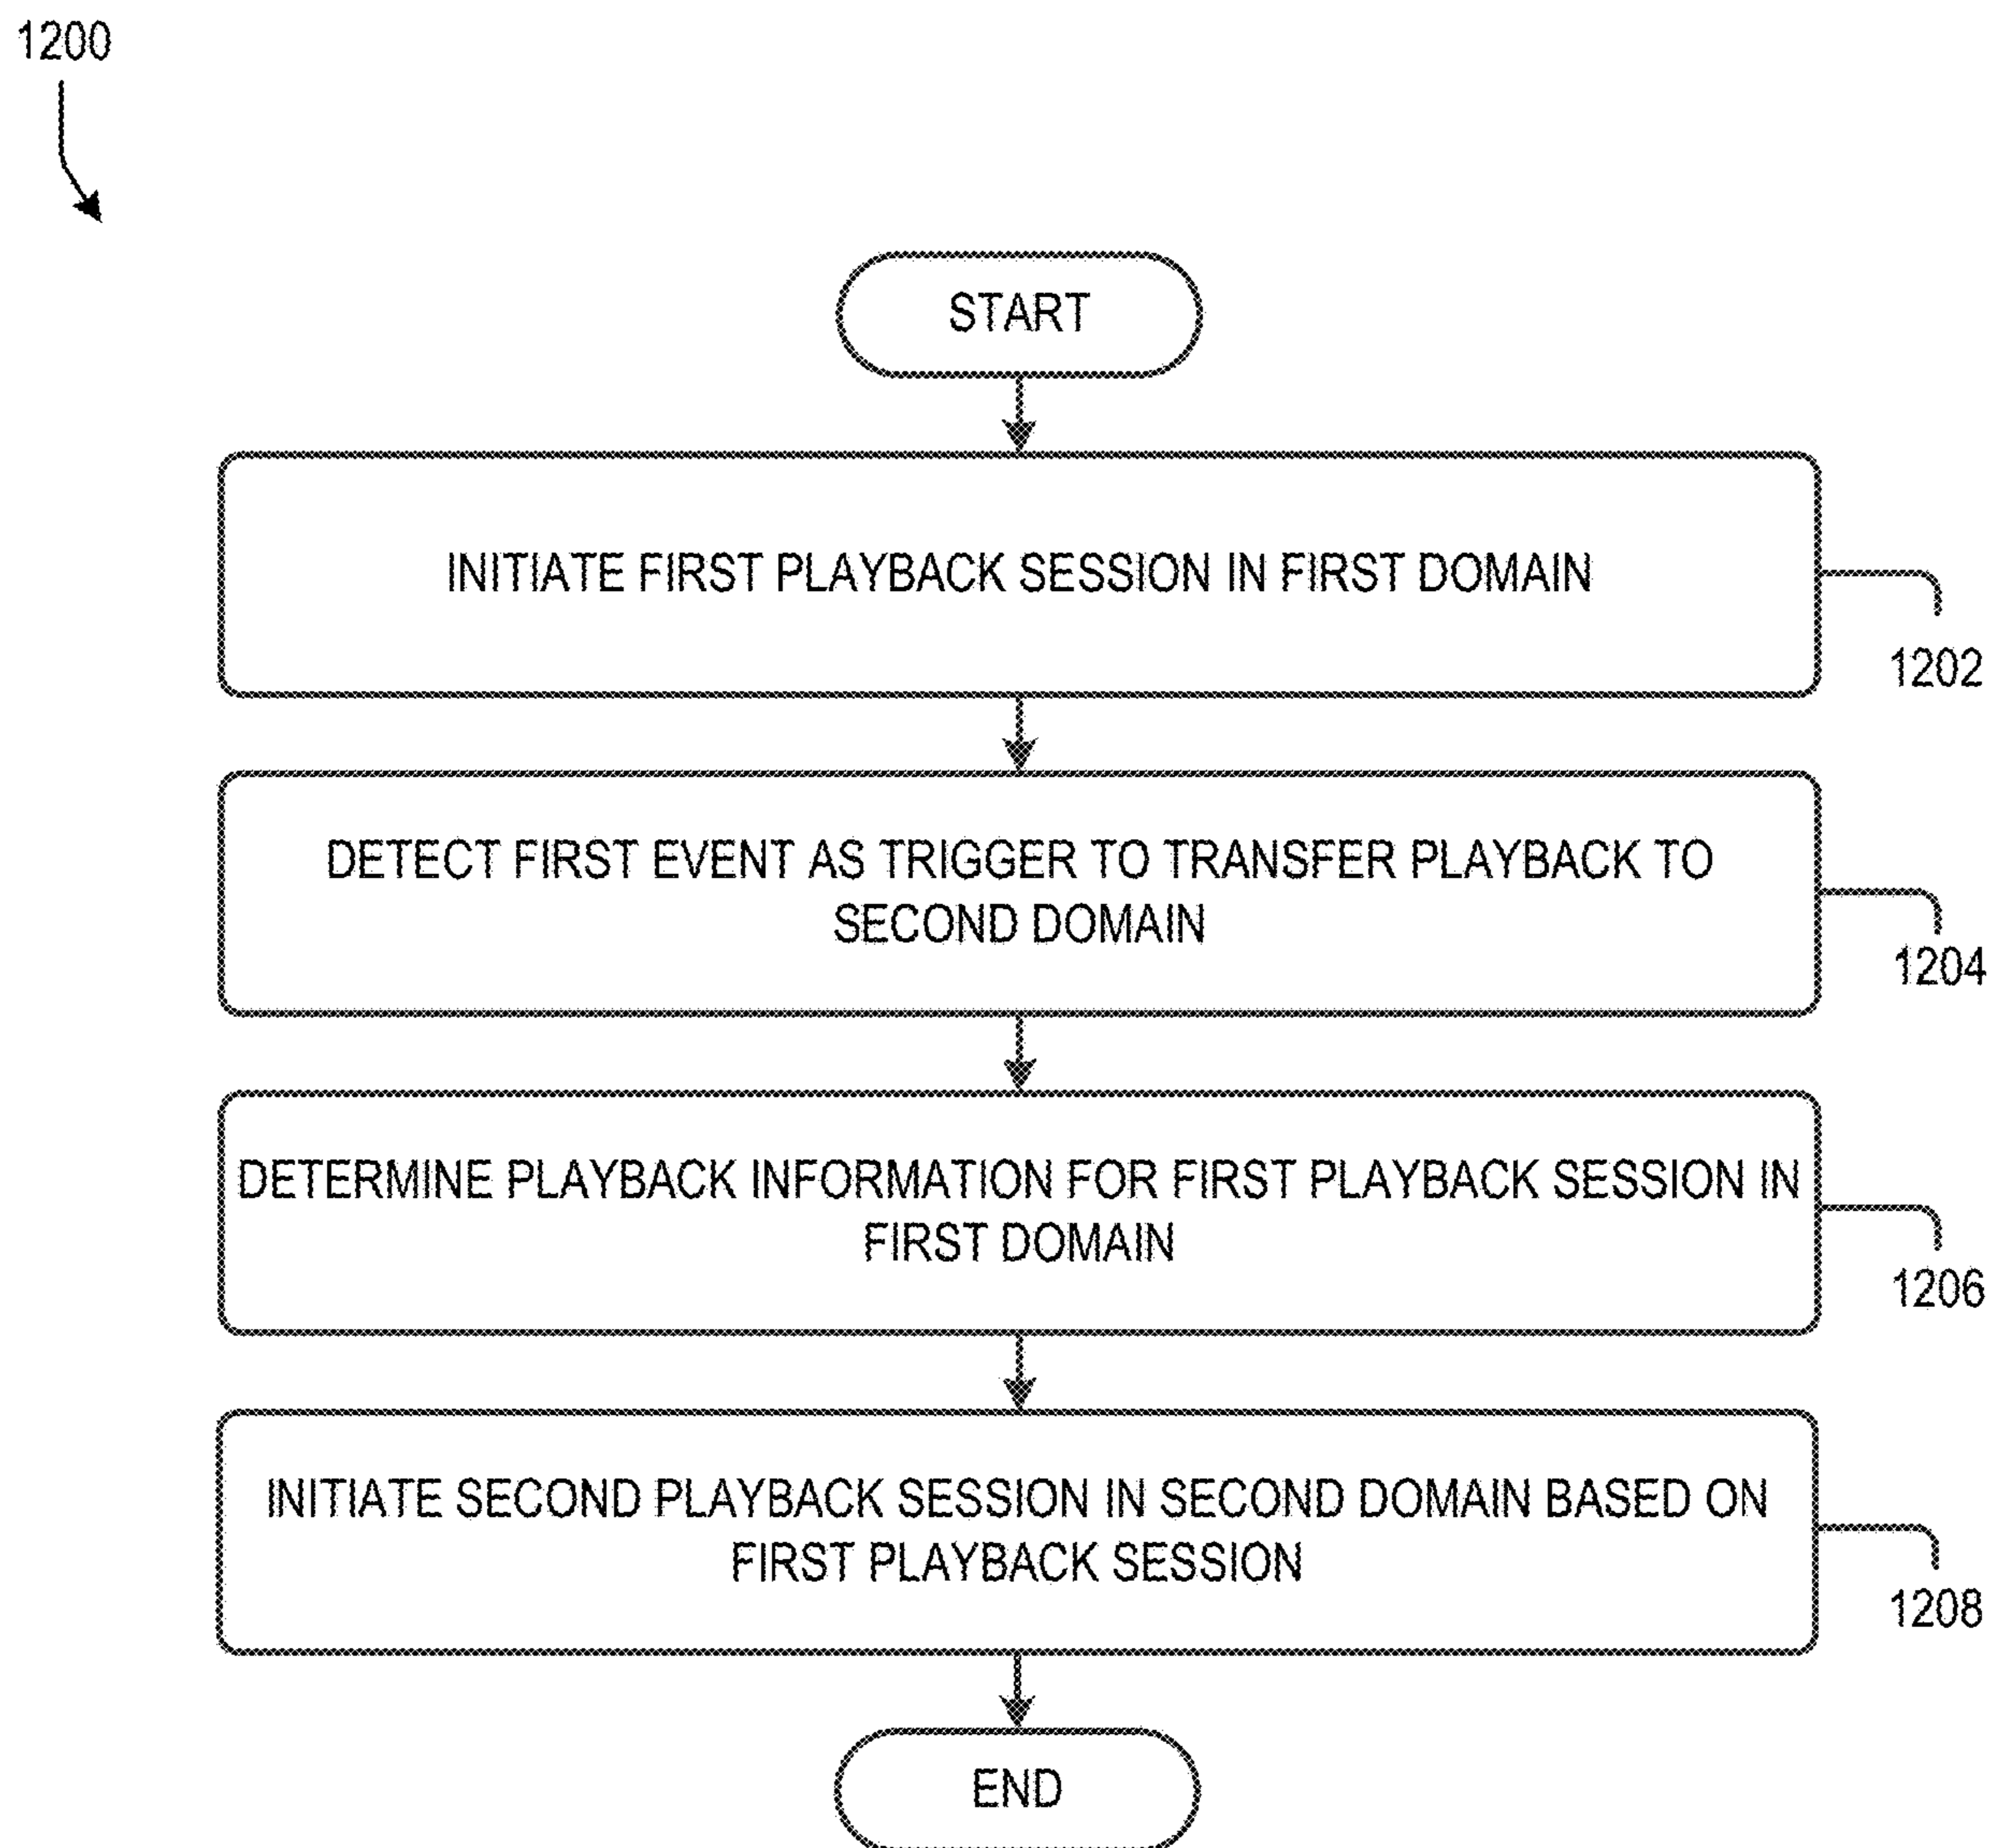 1200
START
INITIATE FIRST PLAYBACK SESSION IN FIRST DOMAIN
1202
DETECT FIRST EVENT AS TRIGGER TO TRANSFER PLAYBACK TO
SECOND DOMAIN
1204
DETERMINE PLAYBACK INFORMATION FOR FIRST PLAYBACK SESSION IN
FIRST DOMAIN
1206
INITIATE SECOND PLAYBACK SESSION IN SECOND DOMAIN BASED ON
FIRST PLAYBACK SESSION
1208
END